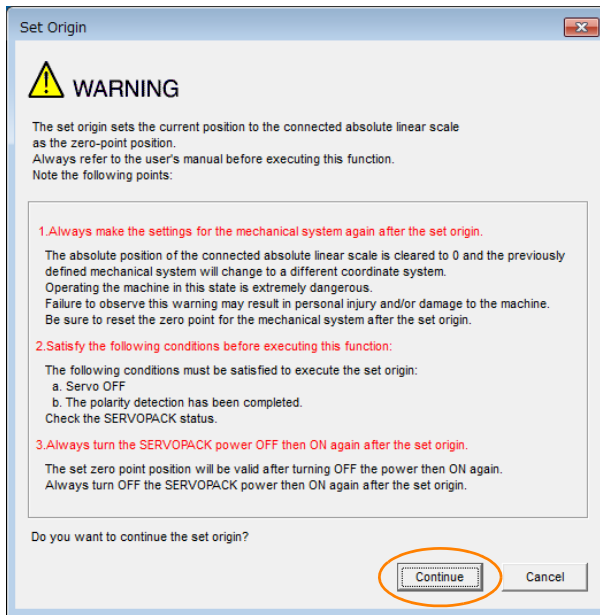 Set Origin
WARNING
The set origin sets the current position to the connected absolute linear scale
as the zero-point position.
Always refer to the user's manual before executing this function.
Note the following points:
1.Always make the settings for the mechanical system again after the set origin.
The absolute position of the connected absolute linear scale is cleared to 0 and the previously
defined mechanical system will change to a different coordinate system.
Operating the machine in this state is extremely dangerous.
Failure to observe this warning may result in personal injury and/or damage to the machine.
Be sure to reset the zero point for the mechanical system after the set origin.
2.Satisfy the following conditions before executing this function:
The following conditions must be satisfied to execute the set origin:
a. Servo OFF
b. The polarity detection has been completed.
Check the SERVOPACK status.
3.Always turn the SERVOPACK power OFF then ON again after the set origin.
The set zero point position will be valid after turning OFF the power then ON again.
Always turn OFF the SERVOPACK power then ON again after the set origin.
Do you want to continue the set origin?
Continue Cancel